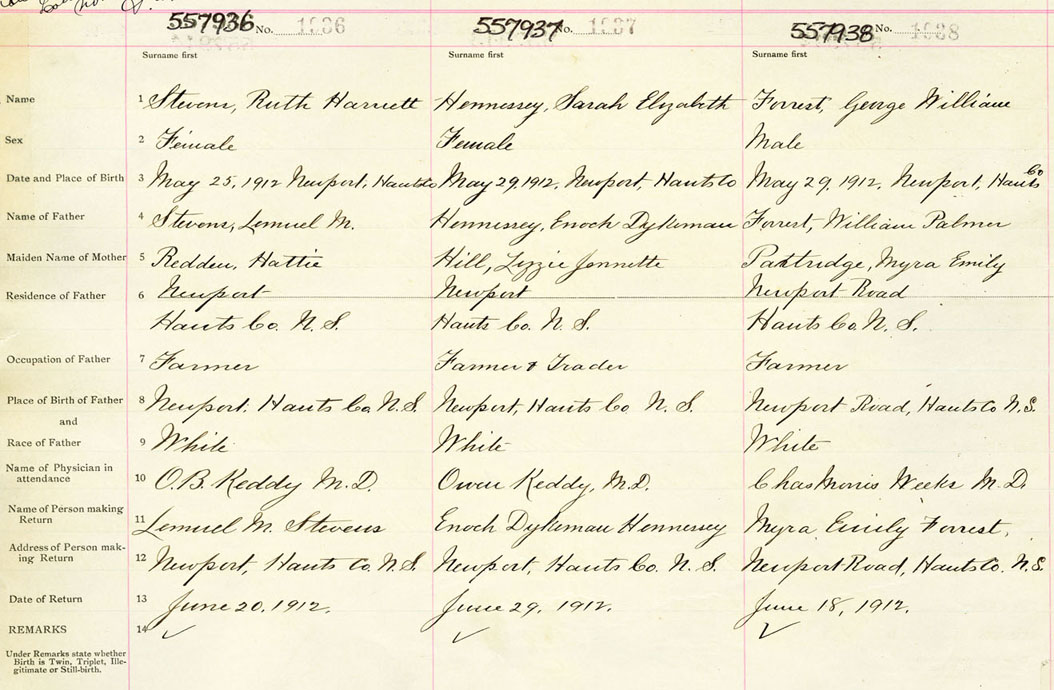 557936 No. 1036 557937 No. 1037 557938 No. 1038
Surname first Surname first Surname first
Name 1 Stevens, Ruth Harriett Hennessey, Sarah Elizabeth Forrest, George William
Sex 2 Female Female Male
Date and Place of Birth 3 May 25, 1912 Newport, Hants Co May 29, 1912, Newport, Hants Co May 29, 1912, Newport, Hants Co
Name of Father 4 Stevens, Lemuel M. Hennessey, Enoch Dykeman Forrest, William Palmer
Maiden Name of Mother 5 Redden, Hattie Hill, Lizzie Jennette Partridge, Myra Emily
Residence of Father 6 Newport Newport Newport Road
Hants Co. N. S. Hants Co. N. S. Hants Co. N. S.
Occupation of Father 7 Farmer Farmer & Trader Farmer
Place of Birth of Father 8 Newport. Hants Co N. S. Newport, Hants Co N. S. Newport Road, Hants Co N. S.
and
Race of Father 9 White White White
Name of Physician in
attendance 10 O. B. Keddy M. D. Owen Keddy, M.D. Chas Morris Weeks M. D.
Name of Person making
Return 11 Lemuel M. Stevens Enoch Dykeman Hennessey Myra Emily Forrest,
Address of Person mak-
ing Return 12 Newport, Hants Co. N. S. Newport, Hants Co. N. S. Newport Road, Hants Co. N. S.
Date of Return 13 June 20, 1912. June 29, 1912. June 18, 1912.
REMARKS 14 ✓ ✓ ✓
Under Remarks state whether
Birth is Twin, Triplet, Ille-
gitimate or Still-birth.